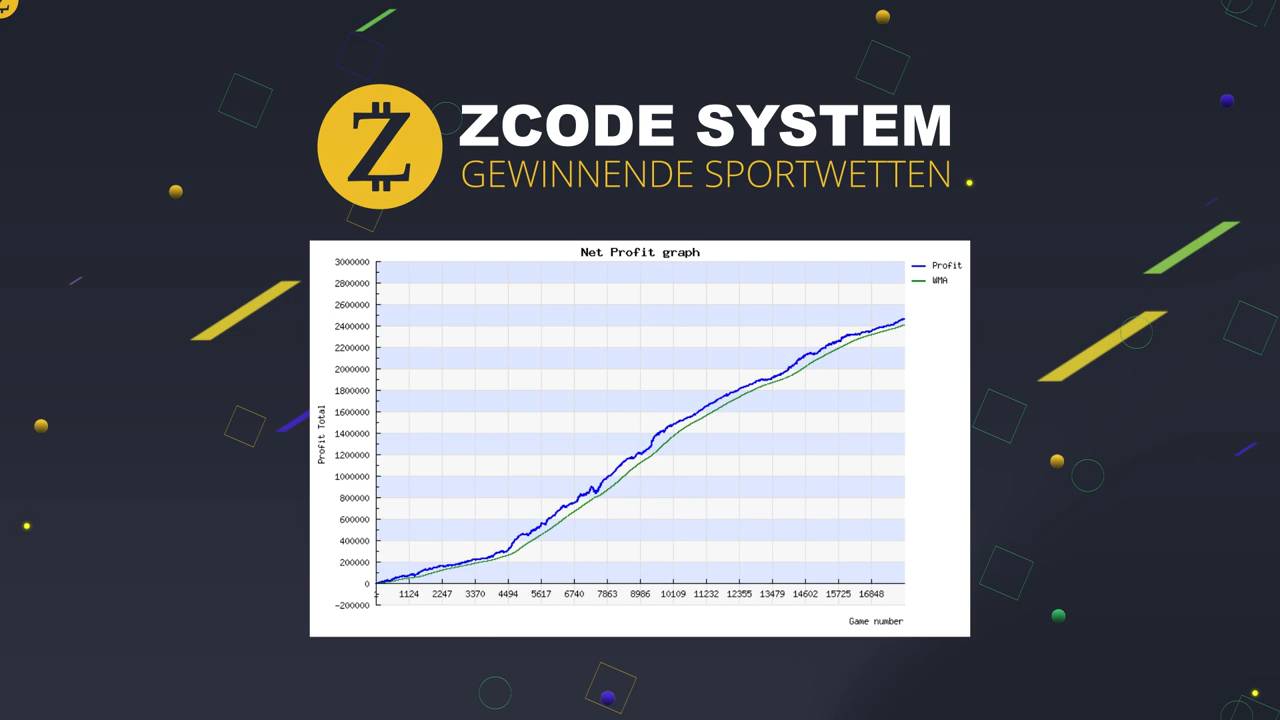 Z
ZCODE SYSTEM
GEWINNENDE SPORTWETTEN
Net Profit graph
3000000
2800000
2600000
2400000
2200000
2000000
1800000
1600000
1400000
1200000
1000000
800000
600000
400000
200000
0
-200000
Profit Total
Profit
WMA
1124 2247 3370 4494 5617 6740 7863 8986 10109 11232 12355 13479 14602 15725 16848
Game number